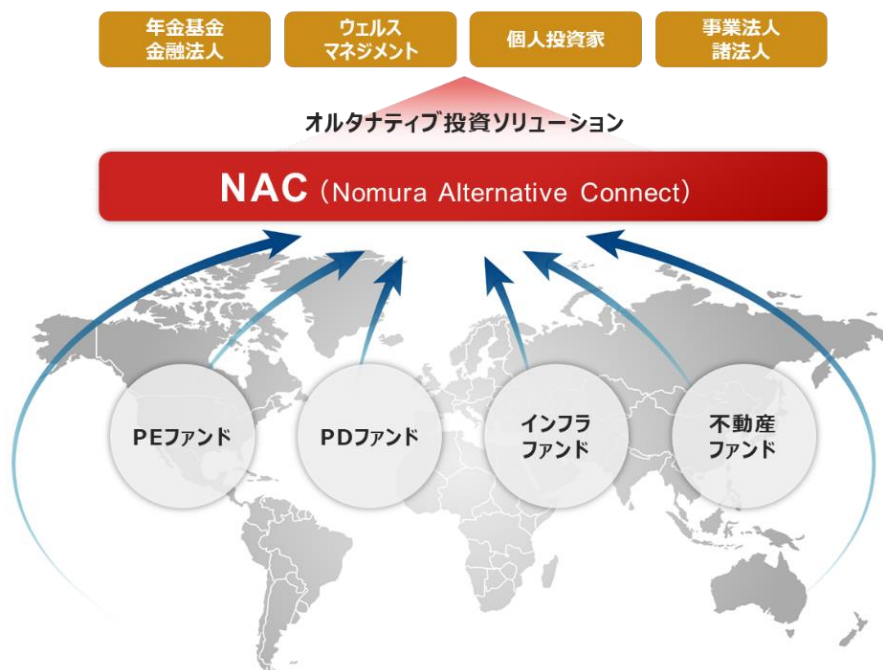 年金基金
金融法人
ウェルス
マネジメント
個人投資家
事業法人
諸法人
オルタナティブ投資ソリューション
NAC（Nomura Alternative Connect）
PEファンド
PDファンド
インフラ
ファンド
不動産
ファンド